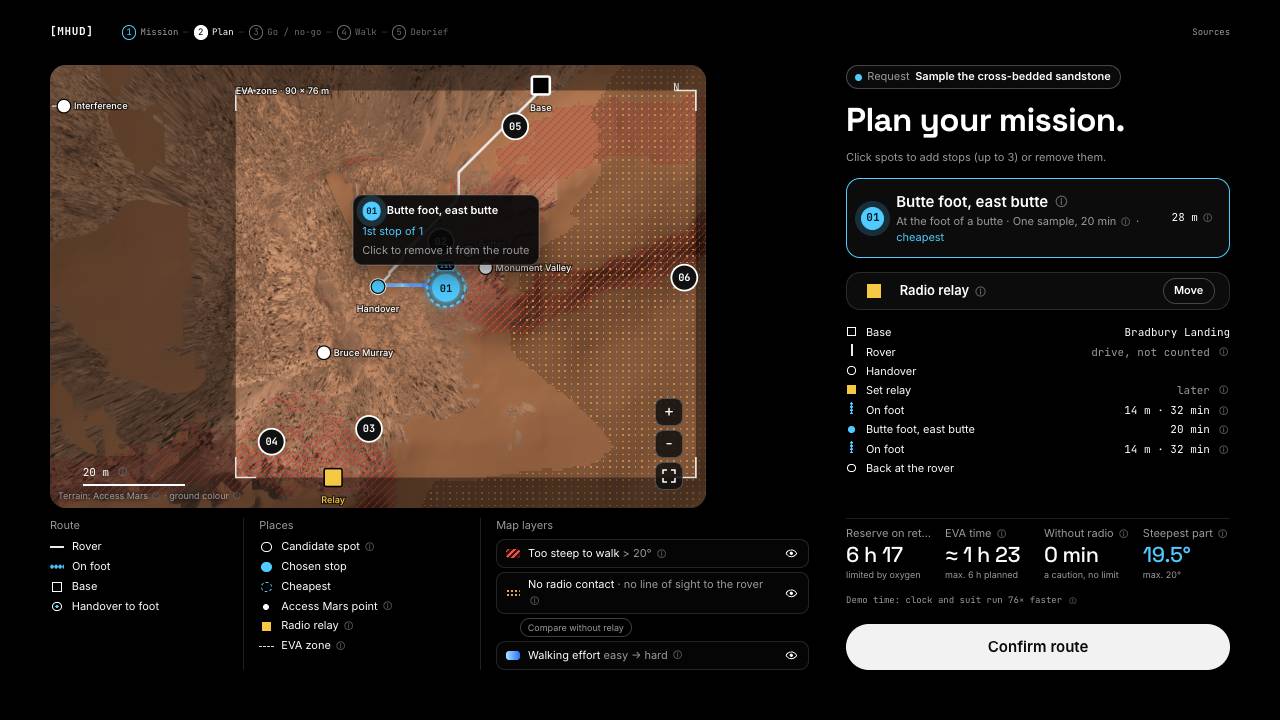 [MHUD]
1 Mission
2 Plan
3 Go / no-go
4 Walk
5 Debrief
Sources
EVA zone · 90 × 76 m
N
Interference
Base
05
01 Butte foot, east butte
1st stop of 1
Click to remove it from the route
Monument Valley
06
01
Handover
Bruce Murray
03
04
+
−
20 m
Relay
Terrain: Access Mars · ground colour
Request Sample the cross-bedded sandstone
Plan your mission.
Click spots to add stops (up to 3) or remove them.
01
Butte foot, east butte
At the foot of a butte · One sample, 20 min ·
cheapest
28 m
Radio relay
Move
Base Bradbury Landing
Rover drive, not counted
Handover
Set relay later
On foot 14 m · 32 min
Butte foot, east butte 20 min
On foot 14 m · 32 min
Back at the rover
Reserve on ret…
6 h 17
limited by oxygen
EVA time
≈ 1 h 23
max. 6 h planned
Without radio
0 min
a caution, no limit
Steepest part
19.5°
max. 20°
Demo time: clock and suit run 76× faster
Confirm route
Route
Rover
On foot
Base
Handover to foot
Places
Candidate spot
Chosen stop
Cheapest
Access Mars point
Radio relay
EVA zone
Map layers
Too steep to walk > 20°
No radio contact · no line of sight to the rover
Compare without relay
Walking effort easy → hard